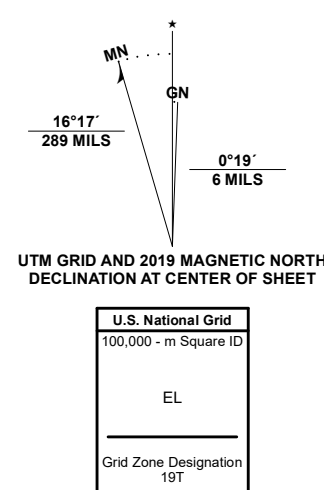 MN
GN
16°17´
289 MILS
0°19´
6 MILS
UTM GRID AND 2019 MAGNETIC NORTH
DECLINATION AT CENTER OF SHEET
U.S. National Grid
100,000 - m Square ID
EL
Grid Zone Designation
19T